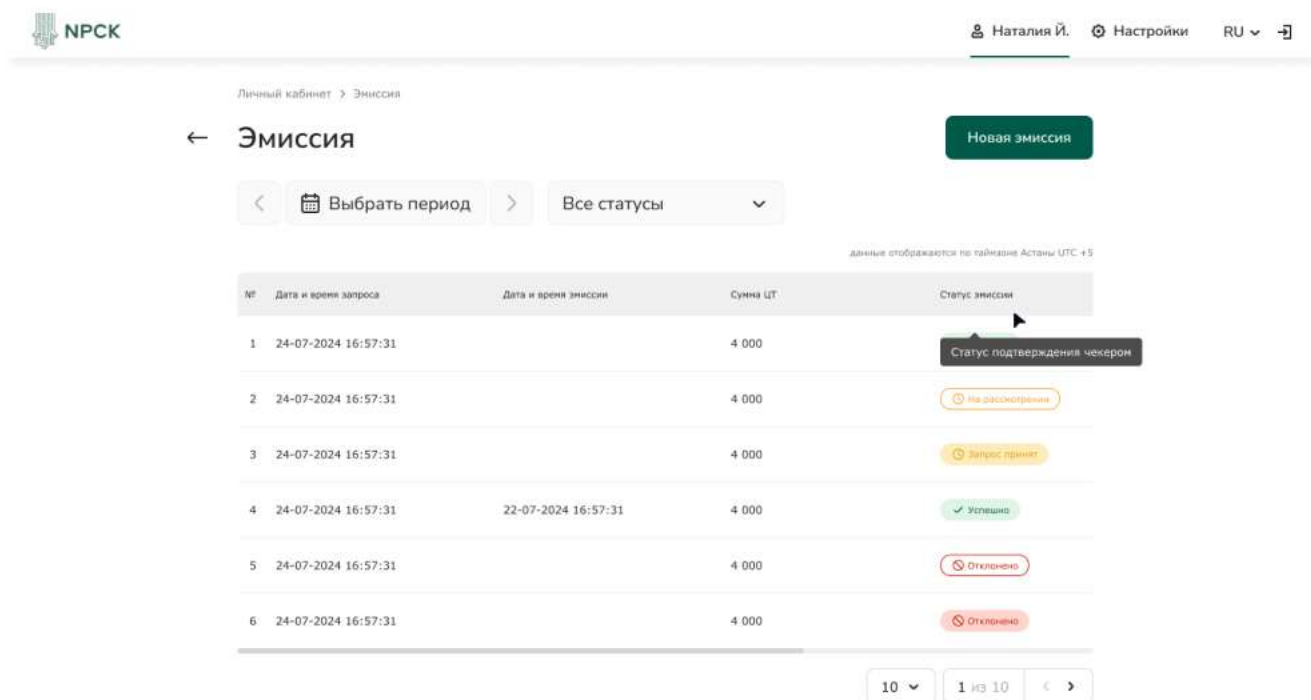 NPCK
Наталия Й. Настройки RU
Личный кабинет > Эмиссия
← Эмиссия
Новая эмиссия
Выбрать период
Все статусы
данные отображаются по таймзоне Астаны UTC +5
№ Дата и время запроса Дата и время эмиссии Сумма ЦТ Статус эмиссии
1 24-07-2024 16:57:31 4 000
Статус подтверждения чекером
2 24-07-2024 16:57:31 4 000 На рассмотрении
3 24-07-2024 16:57:31 4 000 Запрос принят
4 24-07-2024 16:57:31 22-07-2024 16:57:31 4 000 Успешно
5 24-07-2024 16:57:31 4 000 Отклонено
6 24-07-2024 16:57:31 4 000 Отклонено
10 1 из 10